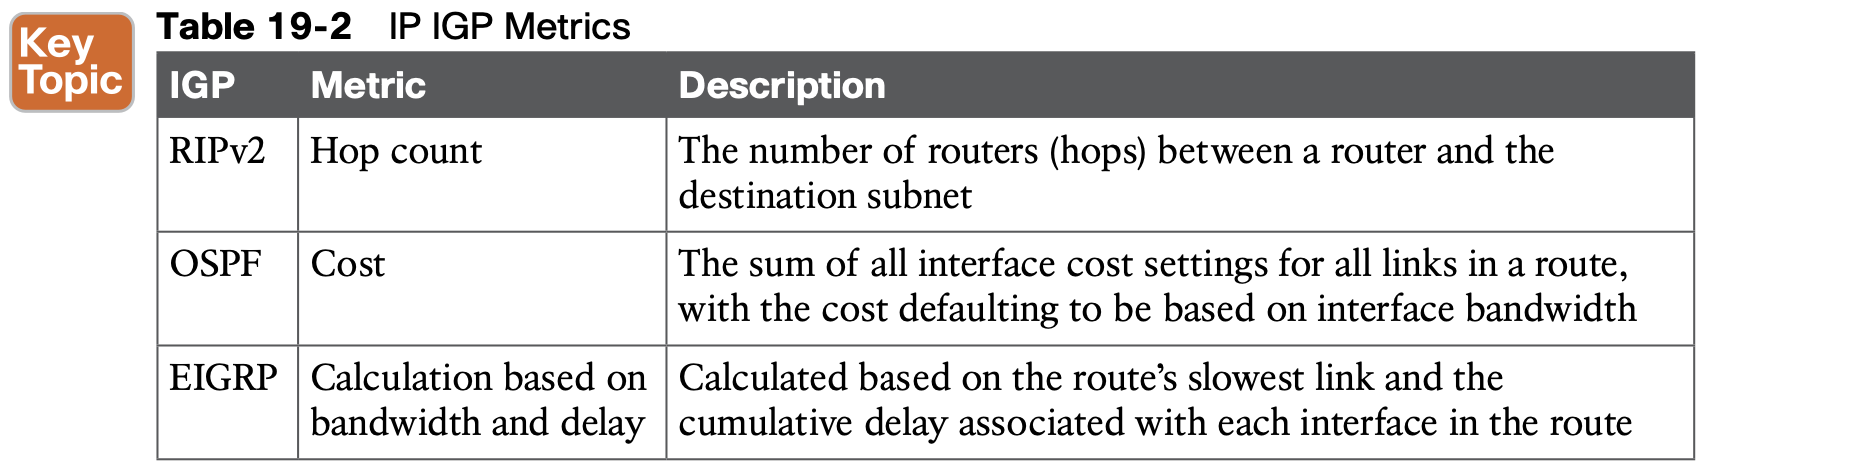 Key
Topic
Table 19-2 IP IGP Metrics
IGP Metric Description
RIPv2 Hop count The number of routers (hops) between a router and the
destination subnet
OSPF Cost The sum of all interface cost settings for all links in a route,
with the cost defaulting to be based on interface bandwidth
EIGRP Calculation based on Calculated based on the route’s slowest link and the
bandwidth and delay cumulative delay associated with each interface in the route